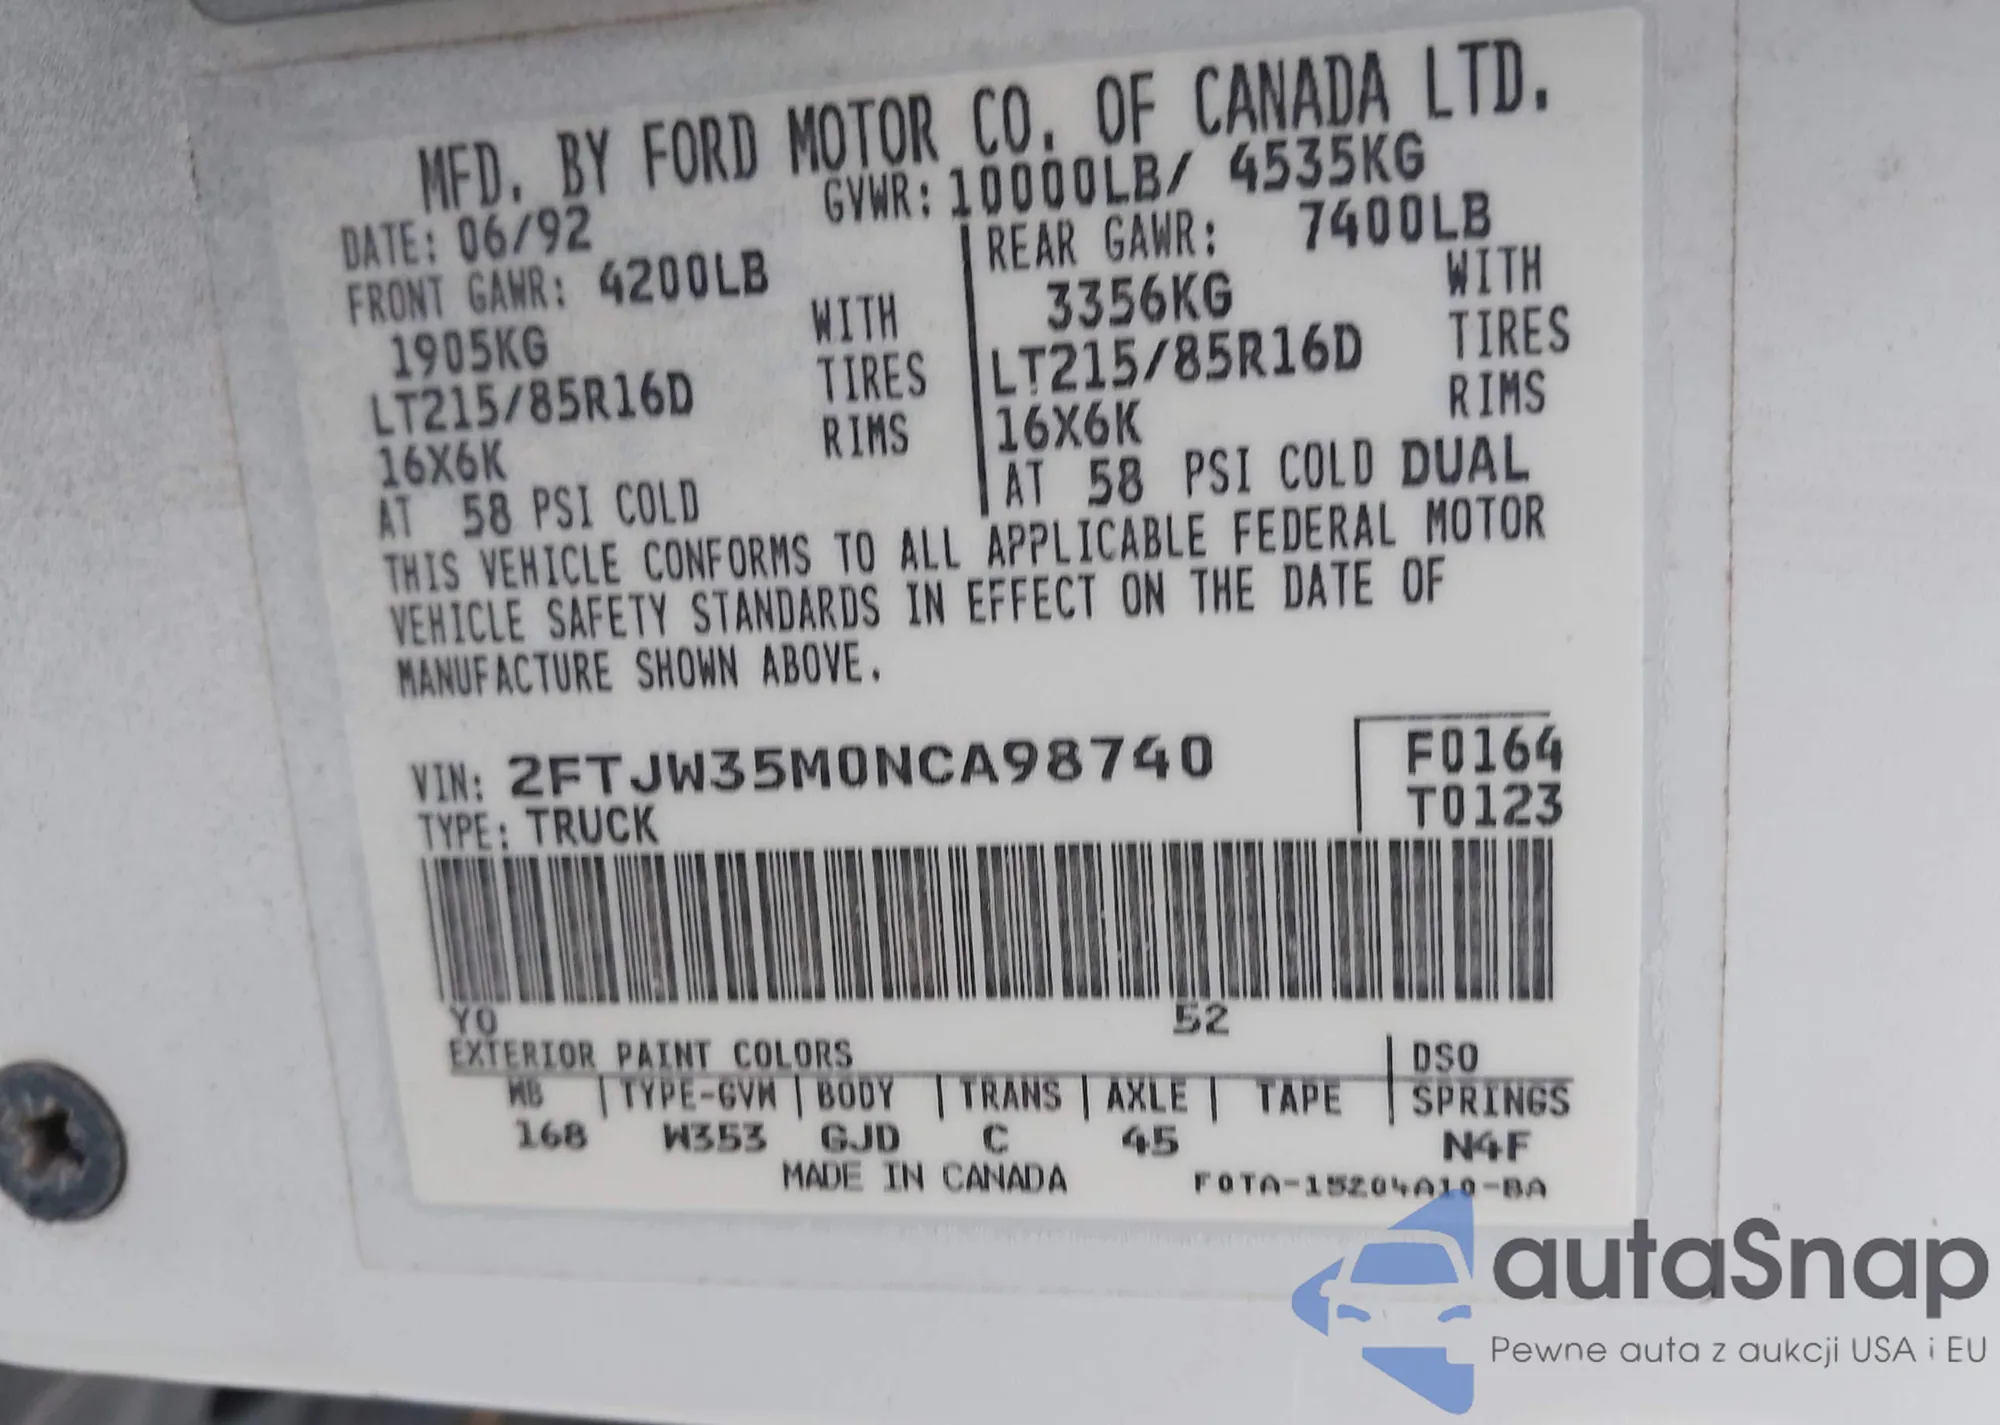 MFD. BY FORD MOTOR CO. OF CANADA LTD.
DATE: 06/92 GVWR: 10000LB/ 4535KG
FRONT GAWR: 4200LB REAR GAWR: 7400LB
1905KG WITH 3356KG WITH
LT215/85R16D TIRES LT215/85R16D TIRES
16X6K RIMS 16X6K RIMS
AT 58 PSI COLD AT 58 PSI COLD DUAL
THIS VEHICLE CONFORMS TO ALL APPLICABLE FEDERAL MOTOR
VEHICLE SAFETY STANDARDS IN EFFECT ON THE DATE OF
MANUFACTURE SHOWN ABOVE.
VIN: 2FTJW35M0NCA98740 F0164
TYPE: TRUCK T0123
YO 52
EXTERIOR PAINT COLORS DSO
WB TYPE-GVW BODY TRANS AXLE TAPE SPRINGS
168 W353 GJD C 45 N4F
MADE IN CANADA F0TA-15204A10-BA
autaSnap
Pewne auta z aukcji USA i EU